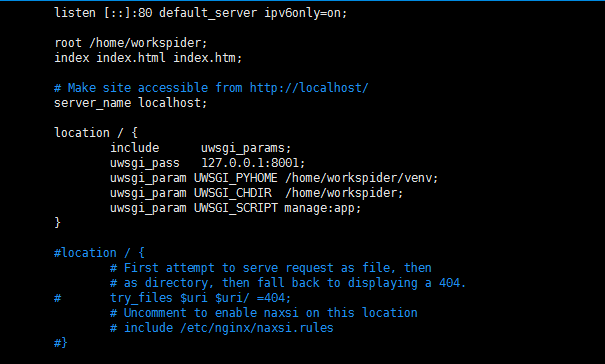 listen [::]:80 default_server ipv6only=on;
root /home/workspider;
index index.html index.htm;
# Make site accessible from http://localhost/
server_name localhost;
location / {
include uwsgi_params;
uwsgi_pass 127.0.0.1:8001;
uwsgi_param UWSGI_PYHOME /home/workspider/venv;
uwsgi_param UWSGI_CHDIR /home/workspider;
uwsgi_param UWSGI_SCRIPT manage:app;
}
#location / {
# First attempt to serve request as file, then
# as directory, then fall back to displaying a 404.
# try_files $uri $uri/ =404;
# Uncomment to enable naxsi on this location
# include /etc/nginx/naxsi.rules
#}